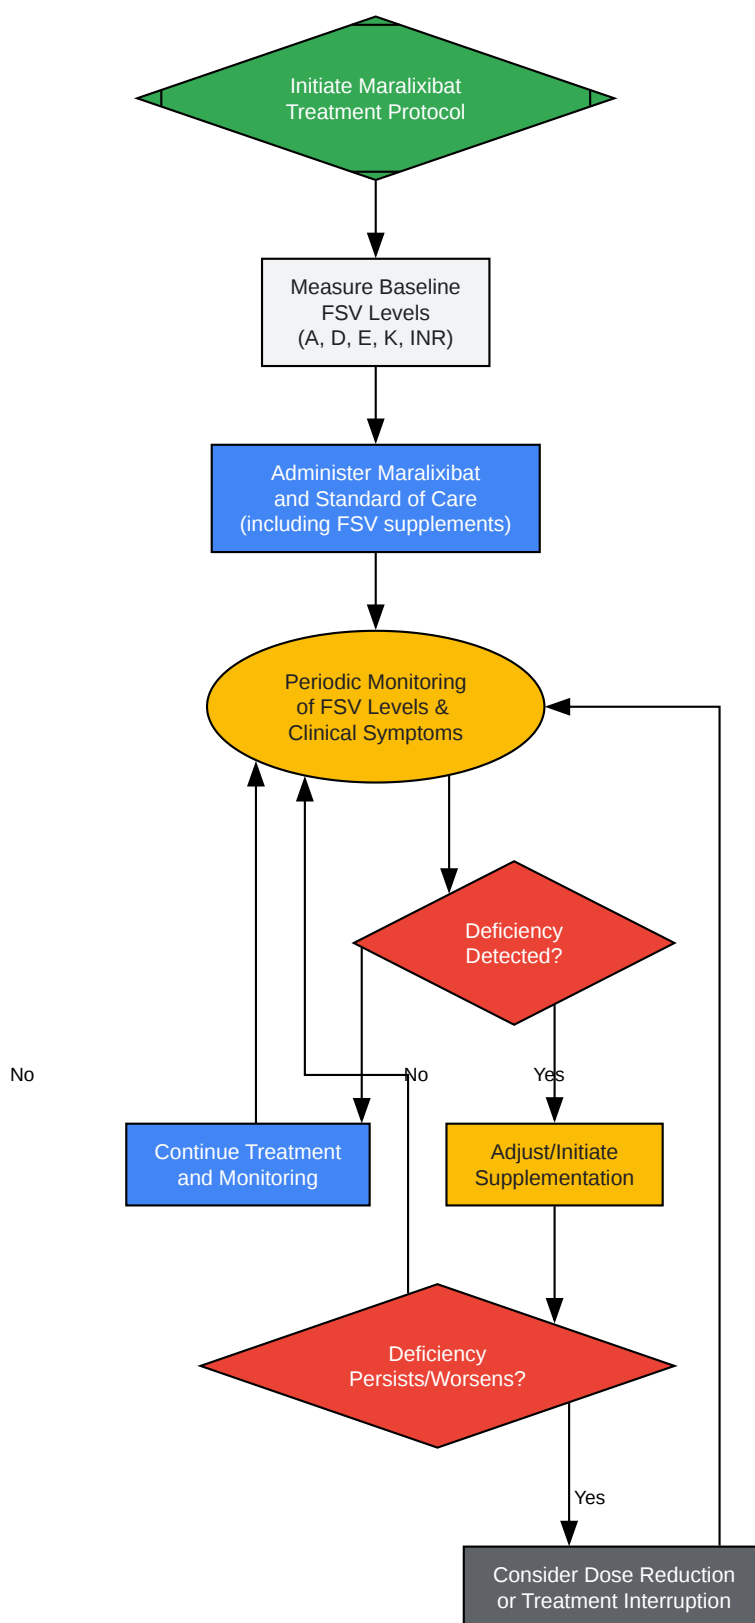 Initiate Maralixibat
Treatment Protocol
Measure Baseline
FSV Levels
(A, D, E, K, INR)
Administer Maralixibat
and Standard of Care
(including FSV supplements)
Periodic Monitoring
of FSV Levels &
Clinical Symptoms
Deficiency
Detected?
No
No
Yes
Continue Treatment
and Monitoring
Adjust/Initiate
Supplementation
Deficiency
Persists/Worsens?
Yes
Consider Dose Reduction
or Treatment Interruption